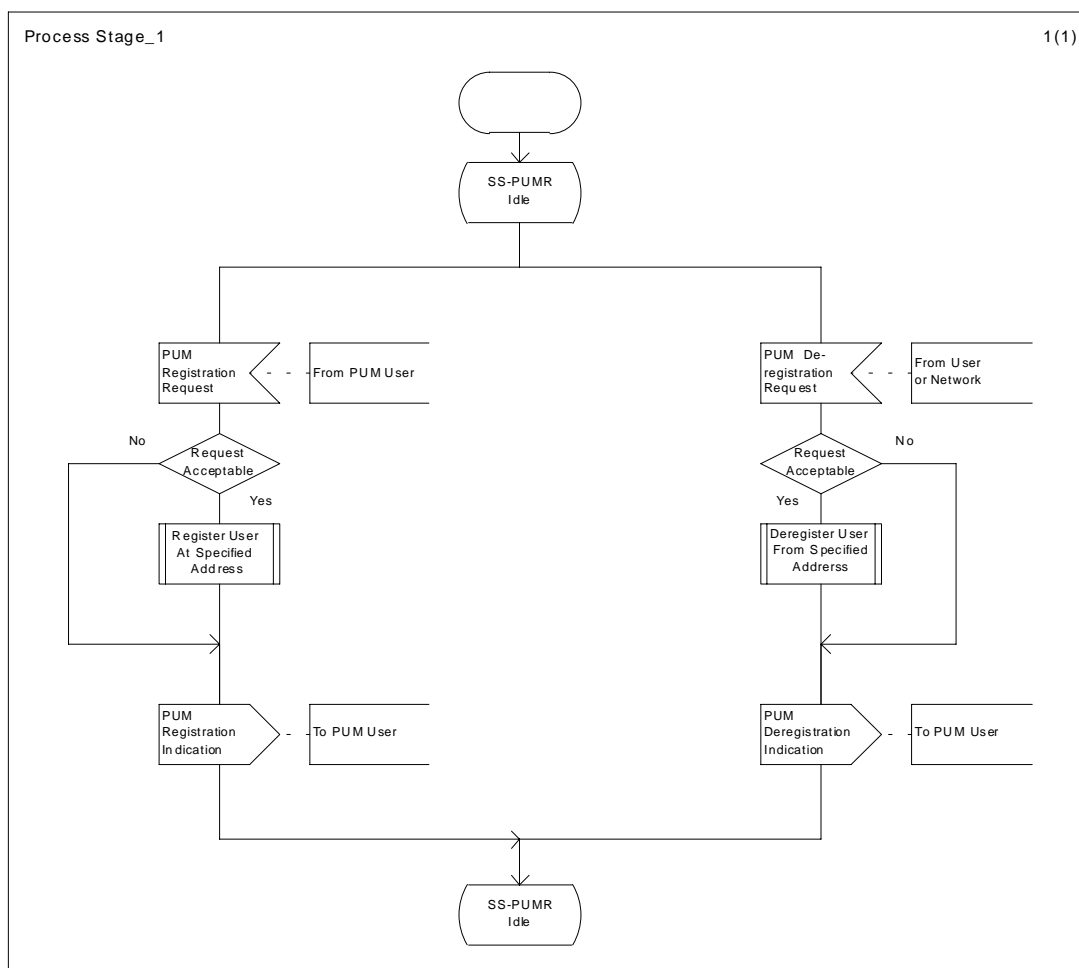 Process Stage_1
1(1)
SS-PUMR
Idle
PUM
Registration
Request
From PUM User
PUM De-
registration
Request
From User
or Network
No
Request
Acceptable
Yes
Request
Acceptable
No
Yes
Register User
At Specified
Address
Deregister User
From Specified
Adderss
PUM
Registration
Indication
To PUM User
PUM
Deregistration
Indication
To PUM User
SS-PUMR
Idle